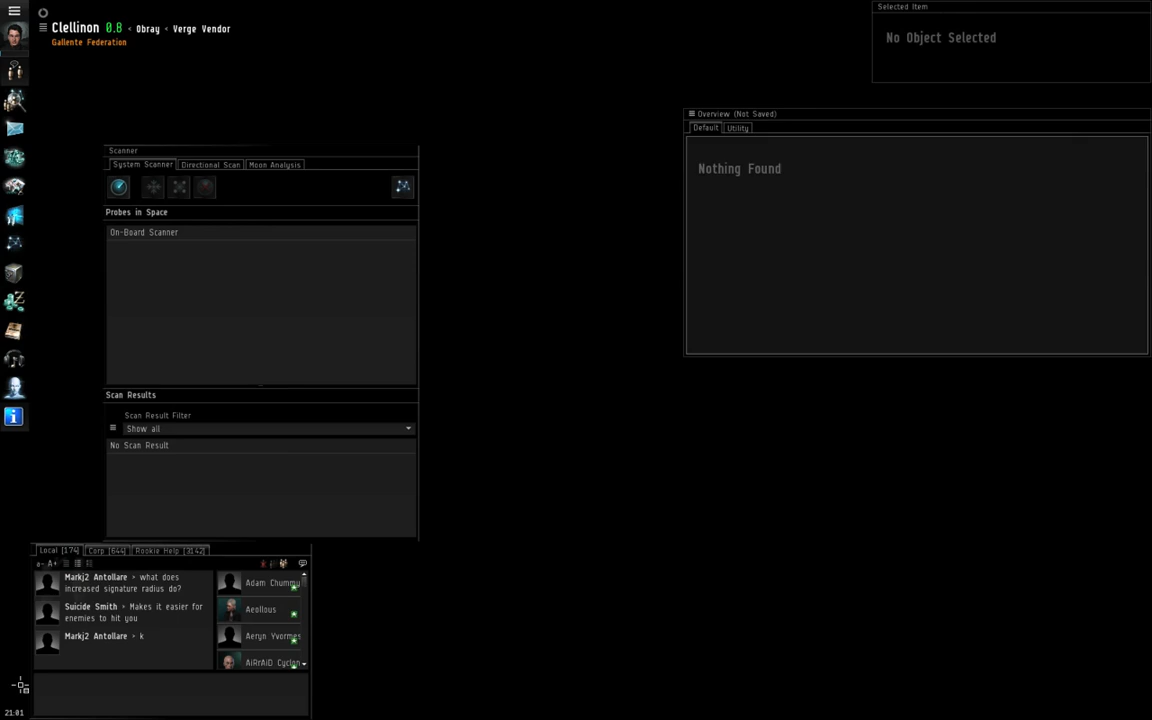 Clellinon 0.8 < Obray < Verge Vendor
Gallente Federation
Selected Item
No Object Selected
Overview (Not Saved)
Default Utility
Nothing Found
Scanner
System Scanner Directional Scan Moon Analysis
Probes in Space
On-Board Scanner
Scan Results
Scan Result Filter
Show all
No Scan Result
Local [174] Corp [644] Rookie Help [3142]
a- A+
Markj2 Antollare > what does
increased signature radius do?
Suicide Smith > Makes it easier for
enemies to hit you
Markj2 Antollare > k
Adam Chummu
Aeollous
Aeryn Yvormes
AiRrAiD Cyclon
21:01